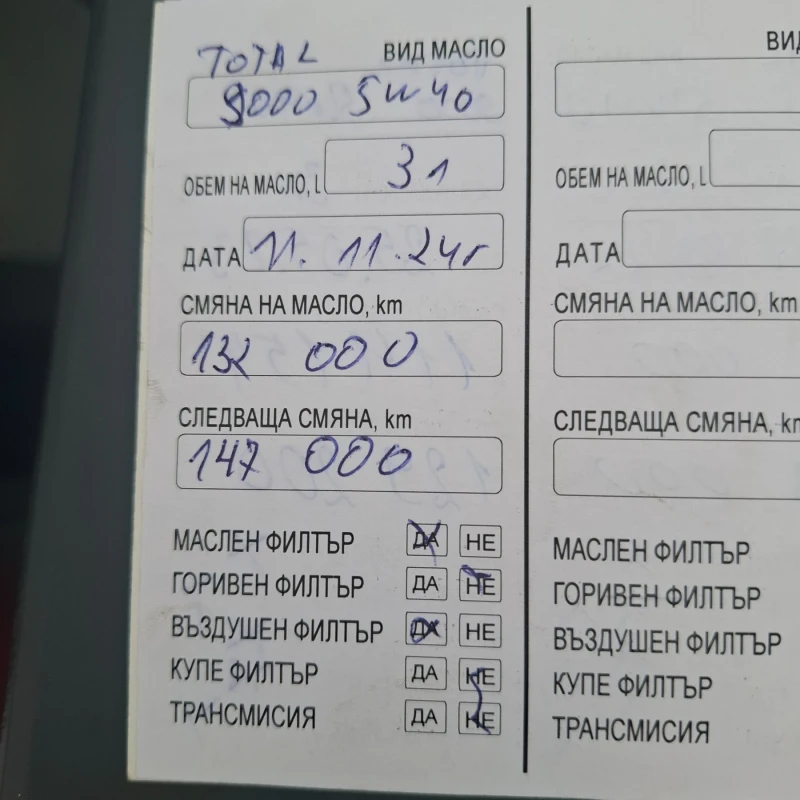 TOTAL ВИД МАСЛО
9000 5w40
ОБЕМ НА МАСЛО, L 3л
ДАТА 11. 11. 24г
СМЯНА НА МАСЛО, km
132 000
СЛЕДВАЩА СМЯНА, km
147 000
МАСЛЕН ФИЛТЪР ДА НЕ
ГОРИВЕН ФИЛТЪР ДА НЕ
ВЪЗДУШЕН ФИЛТЪР ДА НЕ
КУПЕ ФИЛТЪР ДА НЕ
ТРАНСМИСИЯ ДА НЕ
ВИД
ОБЕМ НА МАСЛО, L
ДАТА
СМЯНА НА МАСЛО, km
СЛЕДВАЩА СМЯНА, km
МАСЛЕН ФИЛТЪР
ГОРИВЕН ФИЛТЪР
ВЪЗДУШЕН ФИЛТЪР
КУПЕ ФИЛТЪР
ТРАНСМИСИЯ